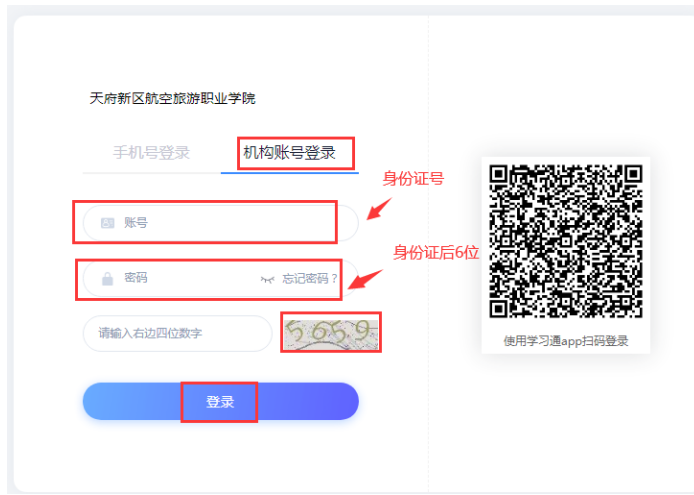 天府新区航空旅游职业学院
手机号登录
机构账号登录
身份证号
账号
身份证后6位
密码
忘记密码？
请输入右边四位数字
5659
使用学习通app扫码登录
登录